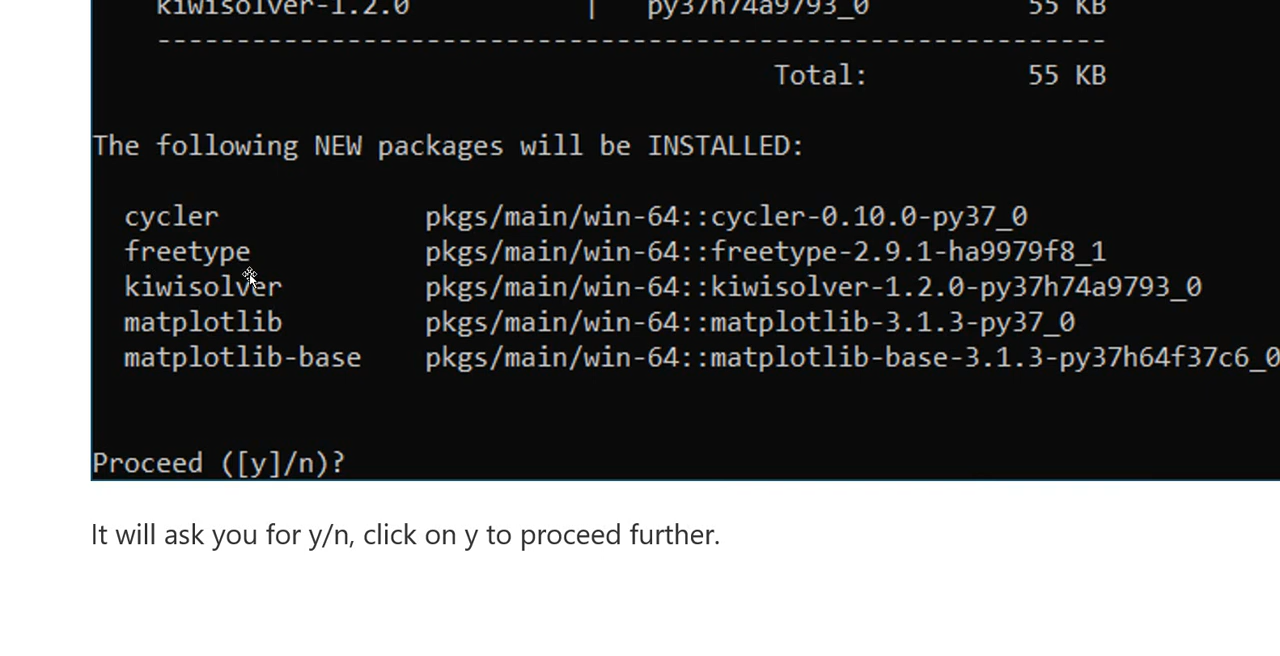 kiwisolver-1.2.0 | py37h74a9793_0 55 KB
------------------------------------------------------------
Total: 55 KB
The following NEW packages will be INSTALLED:
cycler pkgs/main/win-64::cycler-0.10.0-py37_0
freetype pkgs/main/win-64::freetype-2.9.1-ha9979f8_1
kiwisolver pkgs/main/win-64::kiwisolver-1.2.0-py37h74a9793_0
matplotlib pkgs/main/win-64::matplotlib-3.1.3-py37_0
matplotlib-base pkgs/main/win-64::matplotlib-base-3.1.3-py37h64f37c6_0
Proceed ([y]/n)?
It will ask you for y/n, click on y to proceed further.